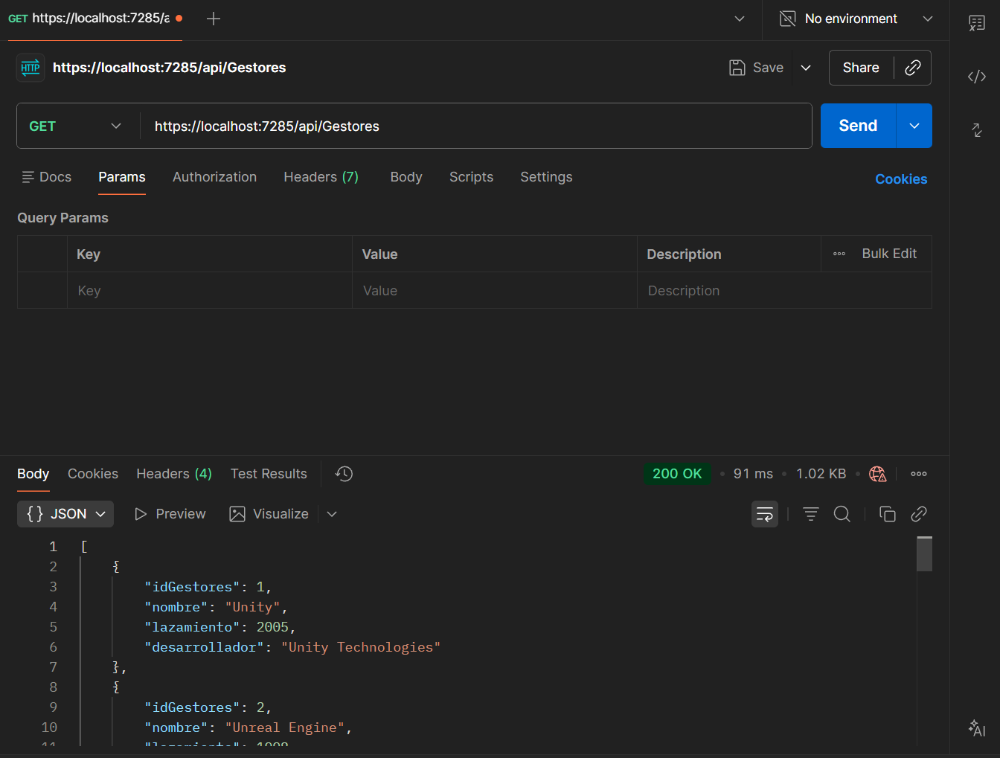 GET https://localhost:7285/a
No environment
HTTP https://localhost:7285/api/Gestores
Save
Share
GET https://localhost:7285/api/Gestores
Send
Docs Params Authorization Headers (7) Body Scripts Settings
Cookies
Query Params
Key Value Description Bulk Edit
Key Value Description
Body Cookies Headers (4) Test Results
200 OK • 91 ms • 1.02 KB •
{} JSON Preview Visualize
1 [
2 {
3 "idGestores": 1,
4 "nombre": "Unity",
5 "lazamiento": 2005,
6 "desarrollador": "Unity Technologies"
7 },
8 {
9 "idGestores": 2,
10 "nombre": "Unreal Engine",
11 "lazamiento": 1998
AI